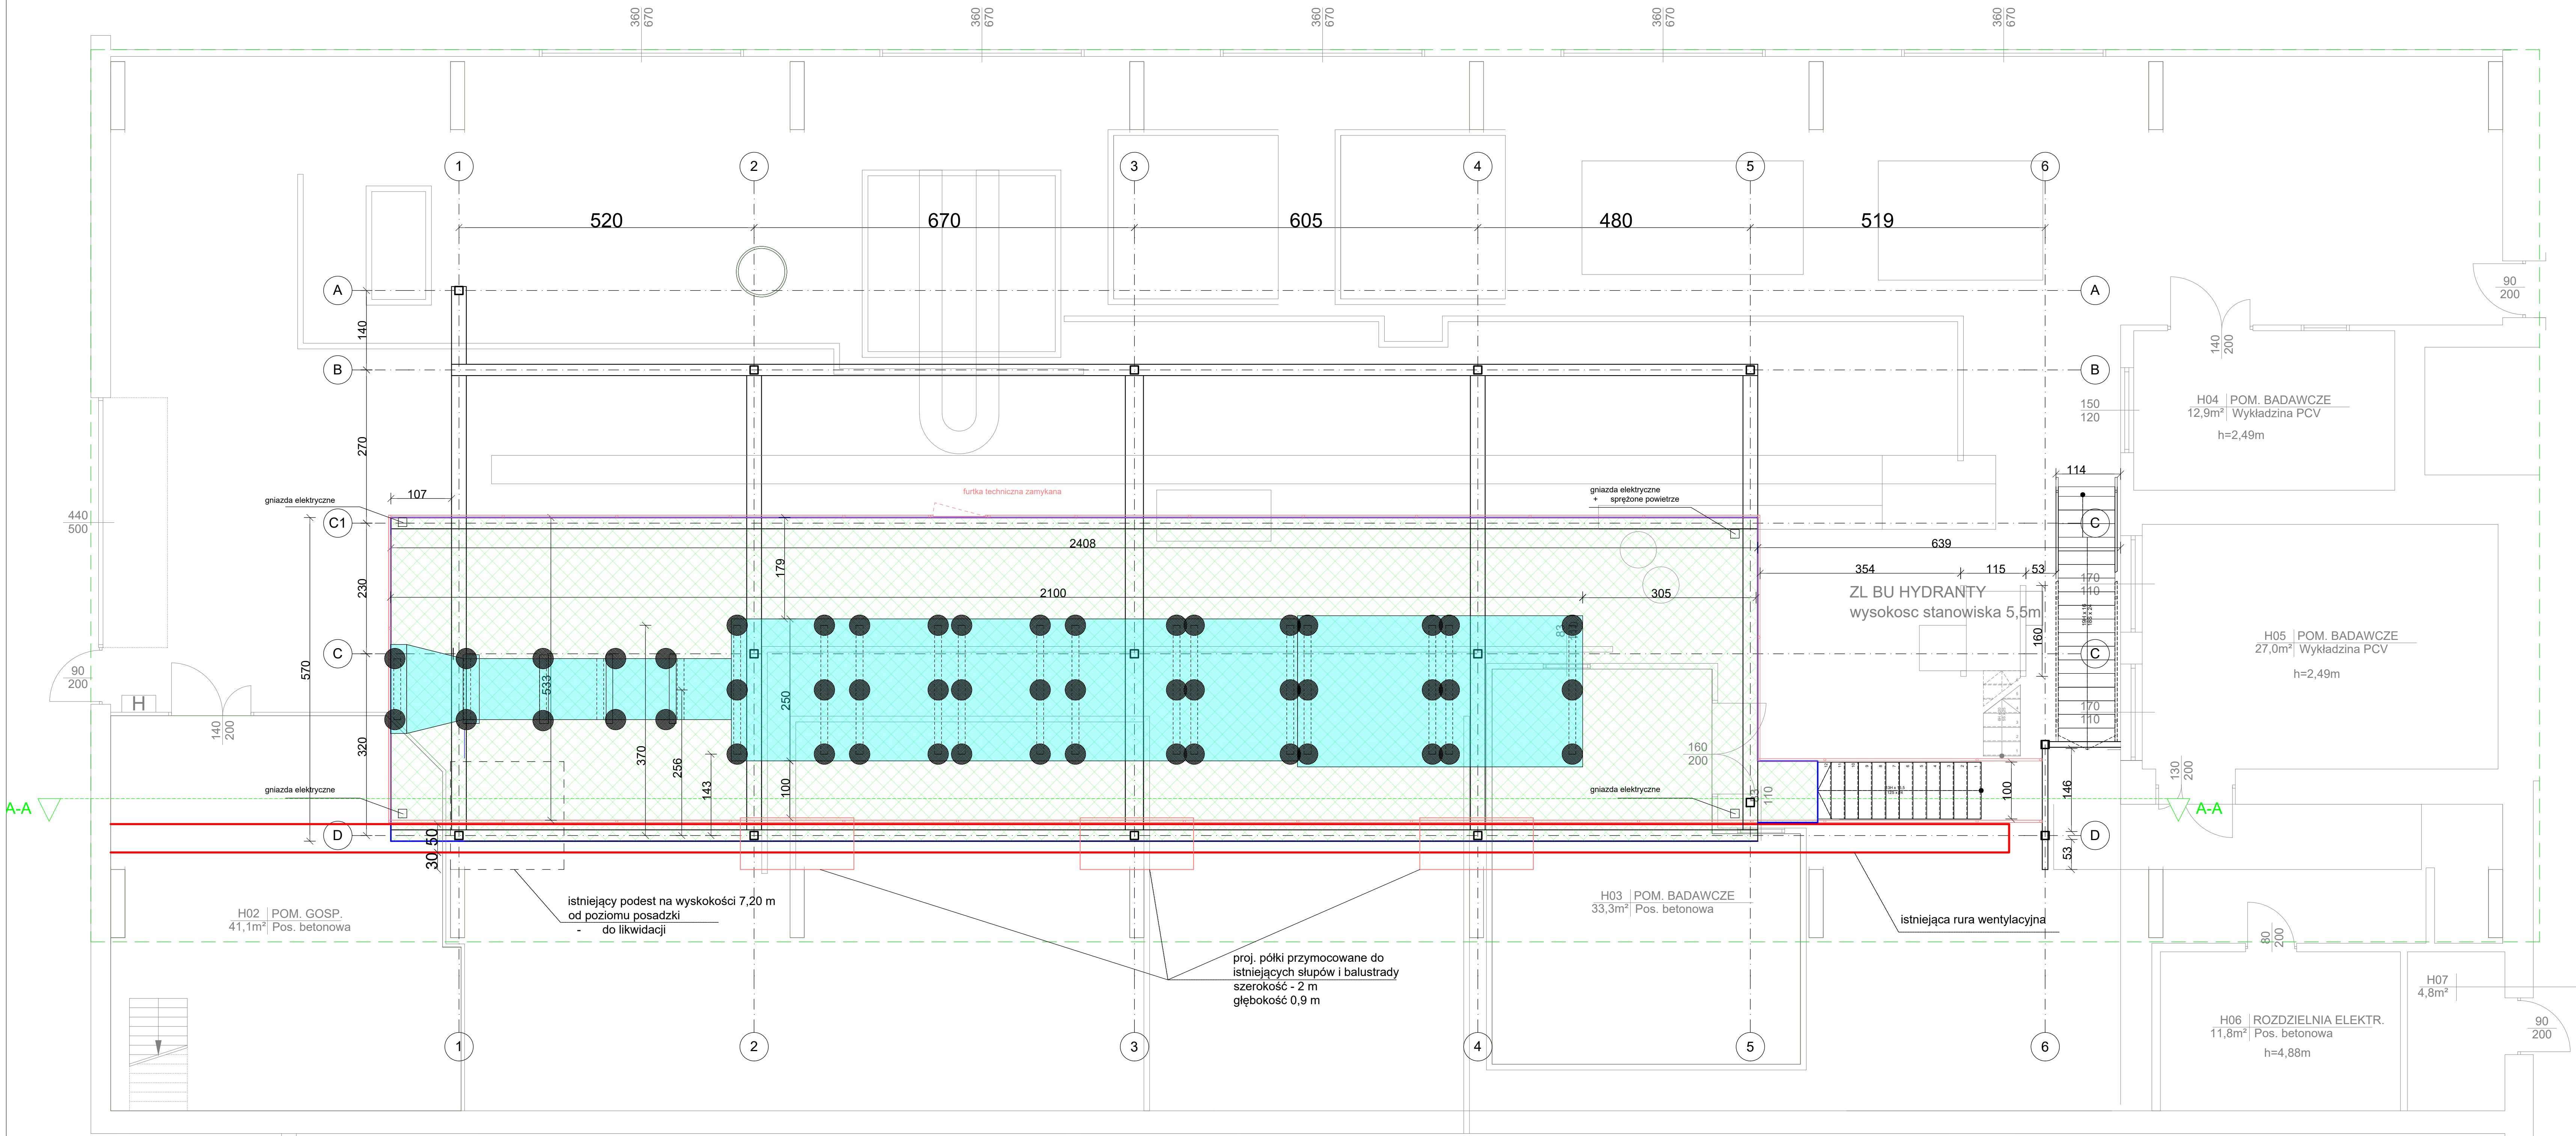 360
670
360
670
360
670
360
670
360
670
1
2
3
4
5
6
520
670
605
480
519
A
A
140
B
B
270
107
gniazda elektryczne
C1
furtka techniczna zamykana
gniazda elektryczne
+ sprężone powietrze
114
C
440
500
2408
639
179
354
115
53
230
2100
305
ZL BU HYDRANTY
wysokosc stanowiska 5,5m
170
110
83
160
C
C
570
533
250
370
256
143
100
320
90
200
H
140
200
160
200
110
170
110
100
146
130
200
gniazda elektryczne
gniazda elektryczne
A-A
A-A
D
D
50
30
53
90
200
140
200
150
120
H04 POM. BADAWCZE
12,9m² Wykładzina PCV
h=2,49m
H05 POM. BADAWCZE
27,0m² Wykładzina PCV
h=2,49m
H02 POM. GOSP.
41,1m² Pos. betonowa
istniejący podest na wyskokości 7,20 m
od poziomu posadzki
- do likwidacji
H03 POM. BADAWCZE
33,3m² Pos. betonowa
istniejąca rura wentylacyjna
proj. półki przymocowane do
istniejących słupów i balustrady
szerokość - 2 m
głębokość 0,9 m
80
200
H07
4,8m²
H06 ROZDZIELNIA ELEKTR.
11,8m² Pos. betonowa
h=4,88m
90
200
1
2
3
4
5
6